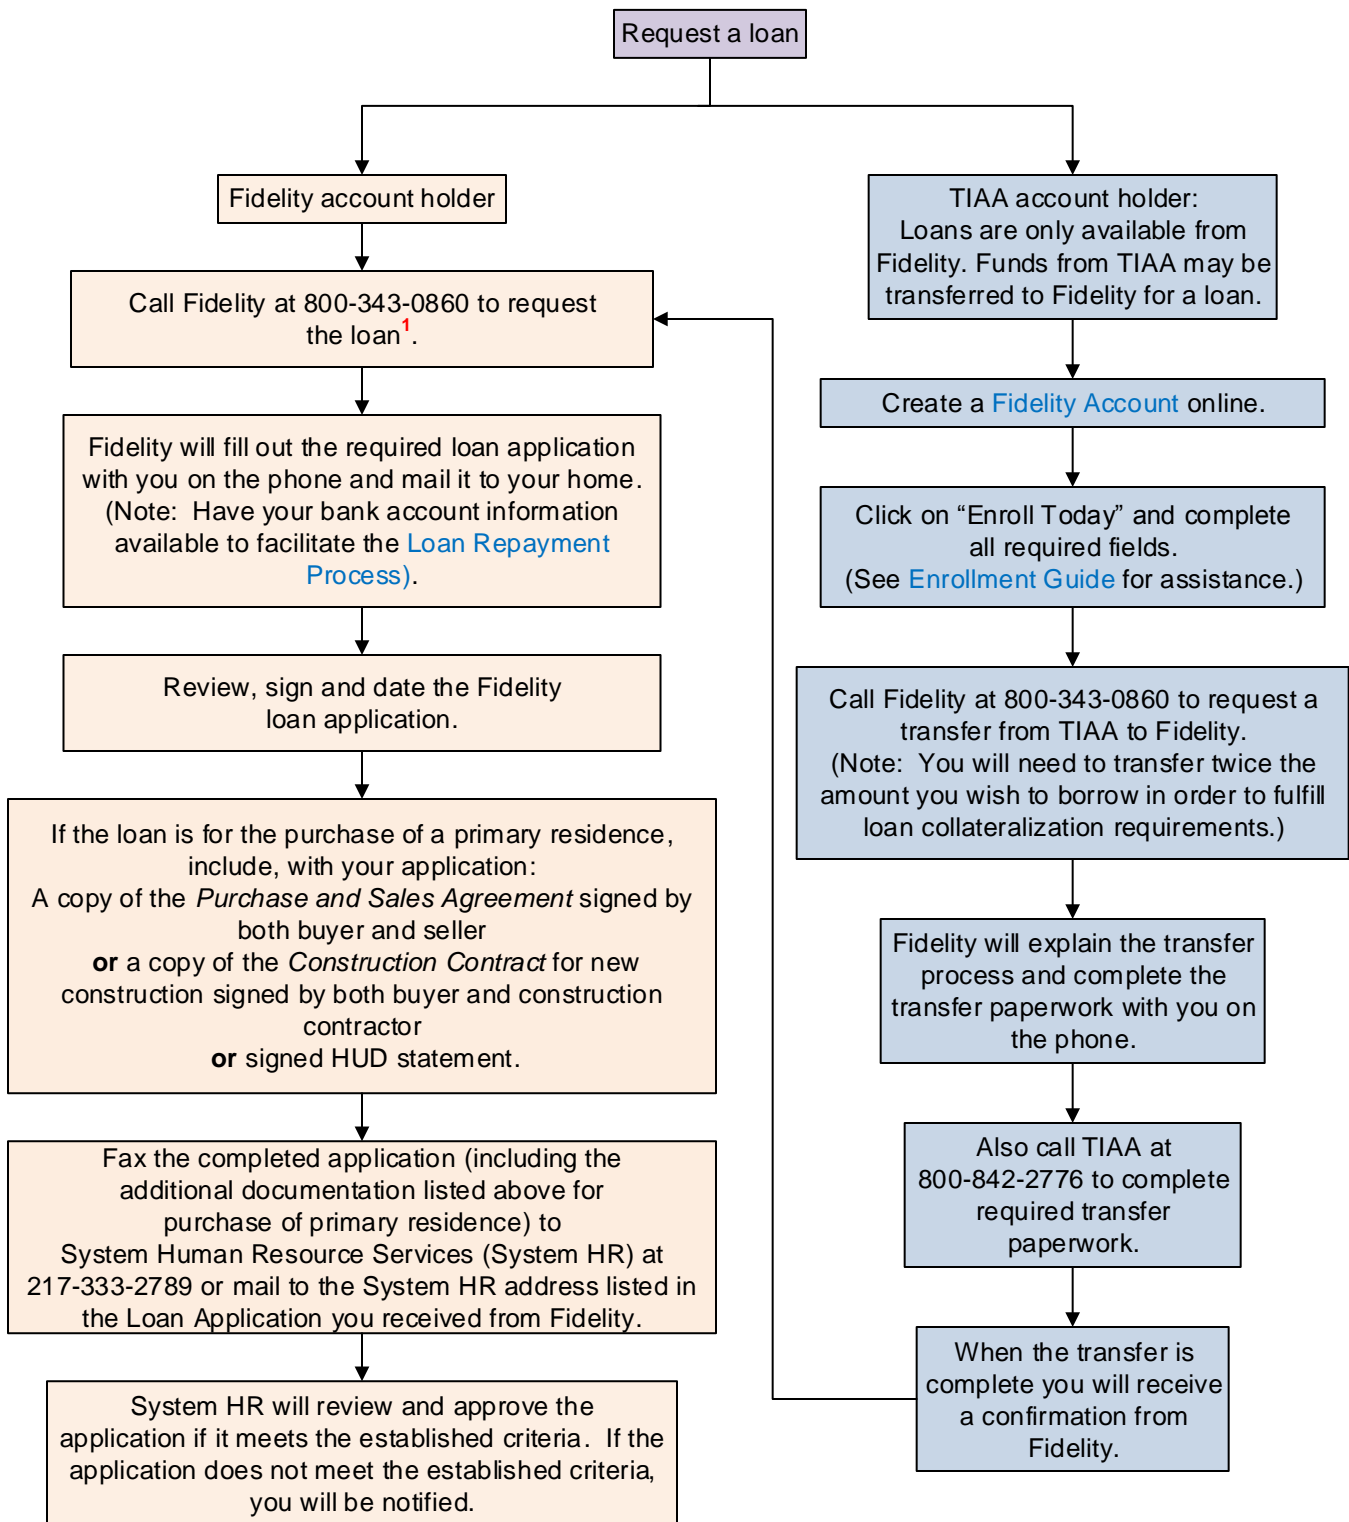 Request a loan
Fidelity account holder
Call Fidelity at 800-343-0860 to request
the loan1.
Fidelity will fill out the required loan application
with you on the phone and mail it to your home.
(Note:  Have your bank account information
available to facilitate the Loan Repayment
Process).
Review, sign and date the Fidelity
loan application.
If the loan is for the purchase of a primary residence,
include, with your application:
A copy of the Purchase and Sales Agreement signed by
both buyer and seller
or a copy of the Construction Contract for new
construction signed by both buyer and construction
contractor
or signed HUD statement.
Fax the completed application (including the
additional documentation listed above for
purchase of primary residence) to
System Human Resource Services (System HR) at
217-333-2789 or mail to the System HR address listed in
the Loan Application you received from Fidelity.
System HR will review and approve the
application if it meets the established criteria.  If the
application does not meet the established criteria,
you will be notified.
TIAA account holder:
Loans are only available from
Fidelity. Funds from TIAA may be
transferred to Fidelity for a loan.
Create a Fidelity Account online.
Click on “Enroll Today” and complete
all required fields.
(See Enrollment Guide for assistance.)
Call Fidelity at 800-343-0860 to request a
transfer from TIAA to Fidelity.
(Note:  You will need to transfer twice the
amount you wish to borrow in order to fulfill
loan collateralization requirements.)
Fidelity will explain the transfer
process and complete the
transfer paperwork with you on
the phone.
Also call TIAA at
800-842-2776 to complete
required transfer
paperwork.
When the transfer is
complete you will receive
a confirmation from
Fidelity.